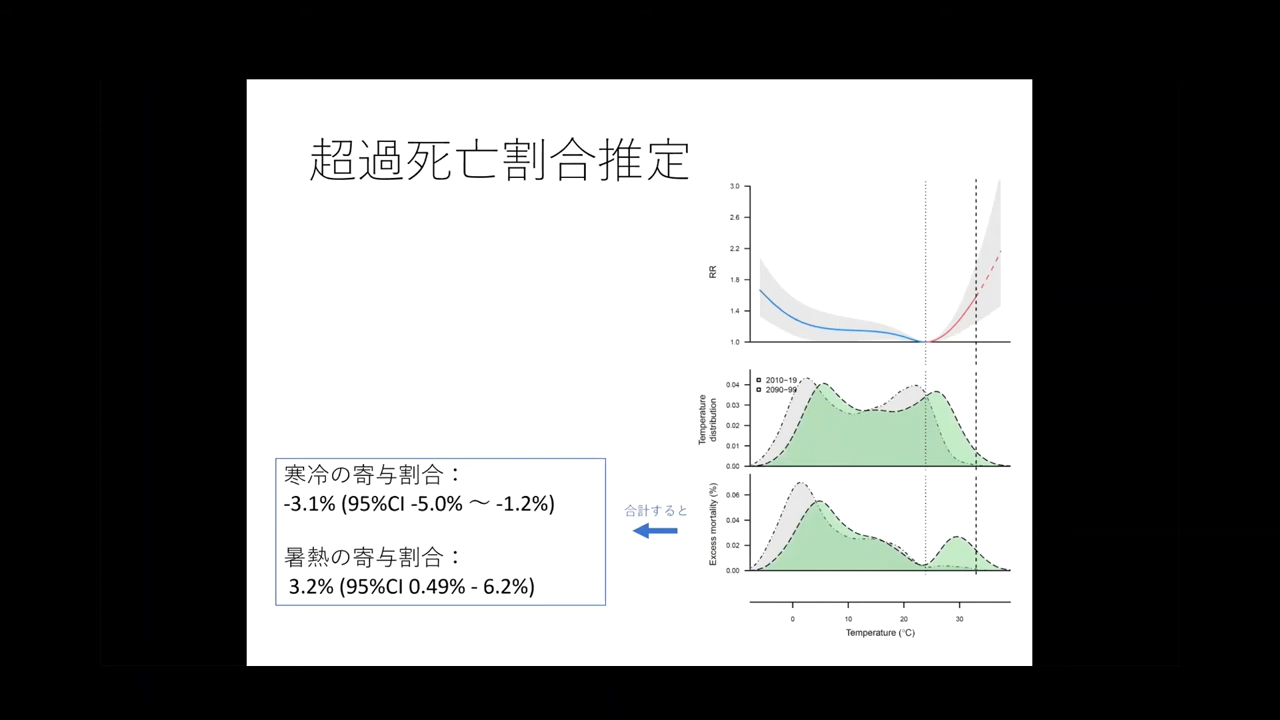 超過死亡割合推定
3.0
2.6
2.2
1.8
1.4
1.0
RR
2010−19
2090−99
0.04
0.03
0.02
0.01
0.00
Temperature
distribution
0.06
0.04
0.02
0.00
Excess mortality (%)
0 10 20 30
Temperature (°C)
合計すると
寒冷の寄与割合：
-3.1% (95%CI -5.0% ～ -1.2%)
暑熱の寄与割合：
3.2% (95%CI 0.49% - 6.2%)